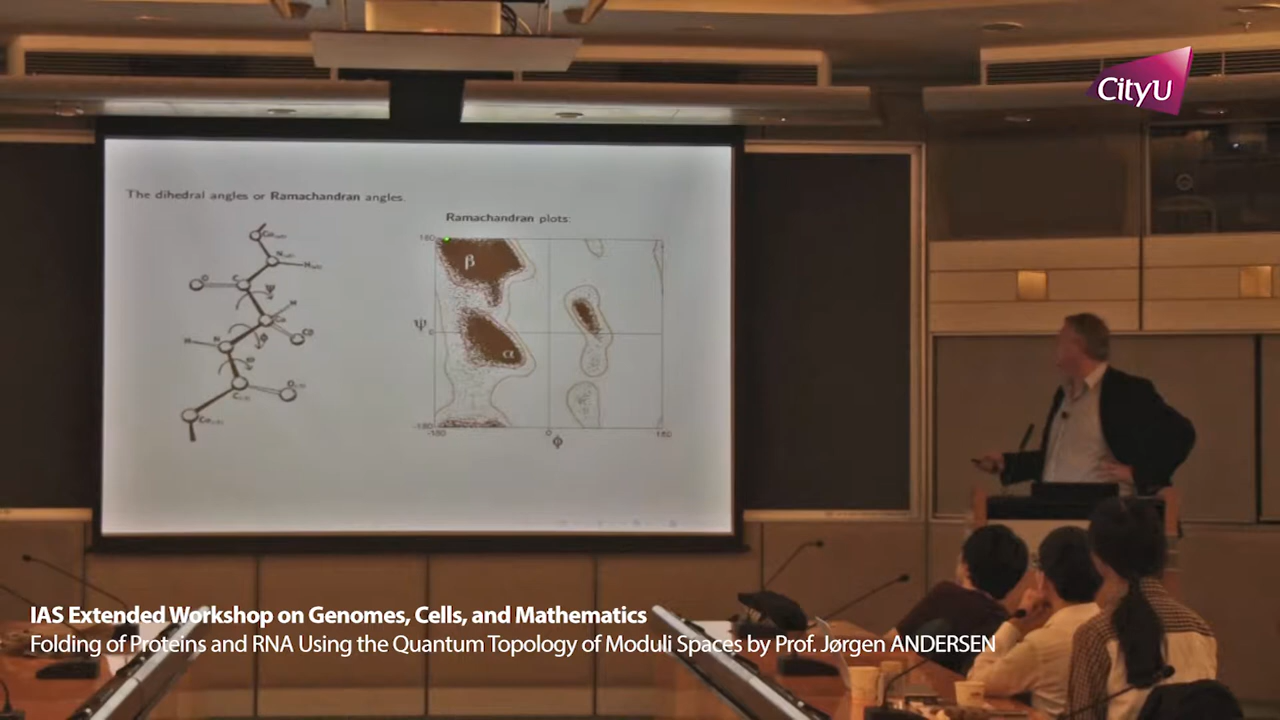 CityU
The dihedral angles or Ramachandran angles.
Ramachandran plots:
180
β
ψ
0
α
-180
-180
0
180
ϕ
IAS Extended Workshop on Genomes, Cells, and Mathematics
Folding of Proteins and RNA Using the Quantum Topology of Moduli Spaces by Prof. Jørgen ANDERSEN